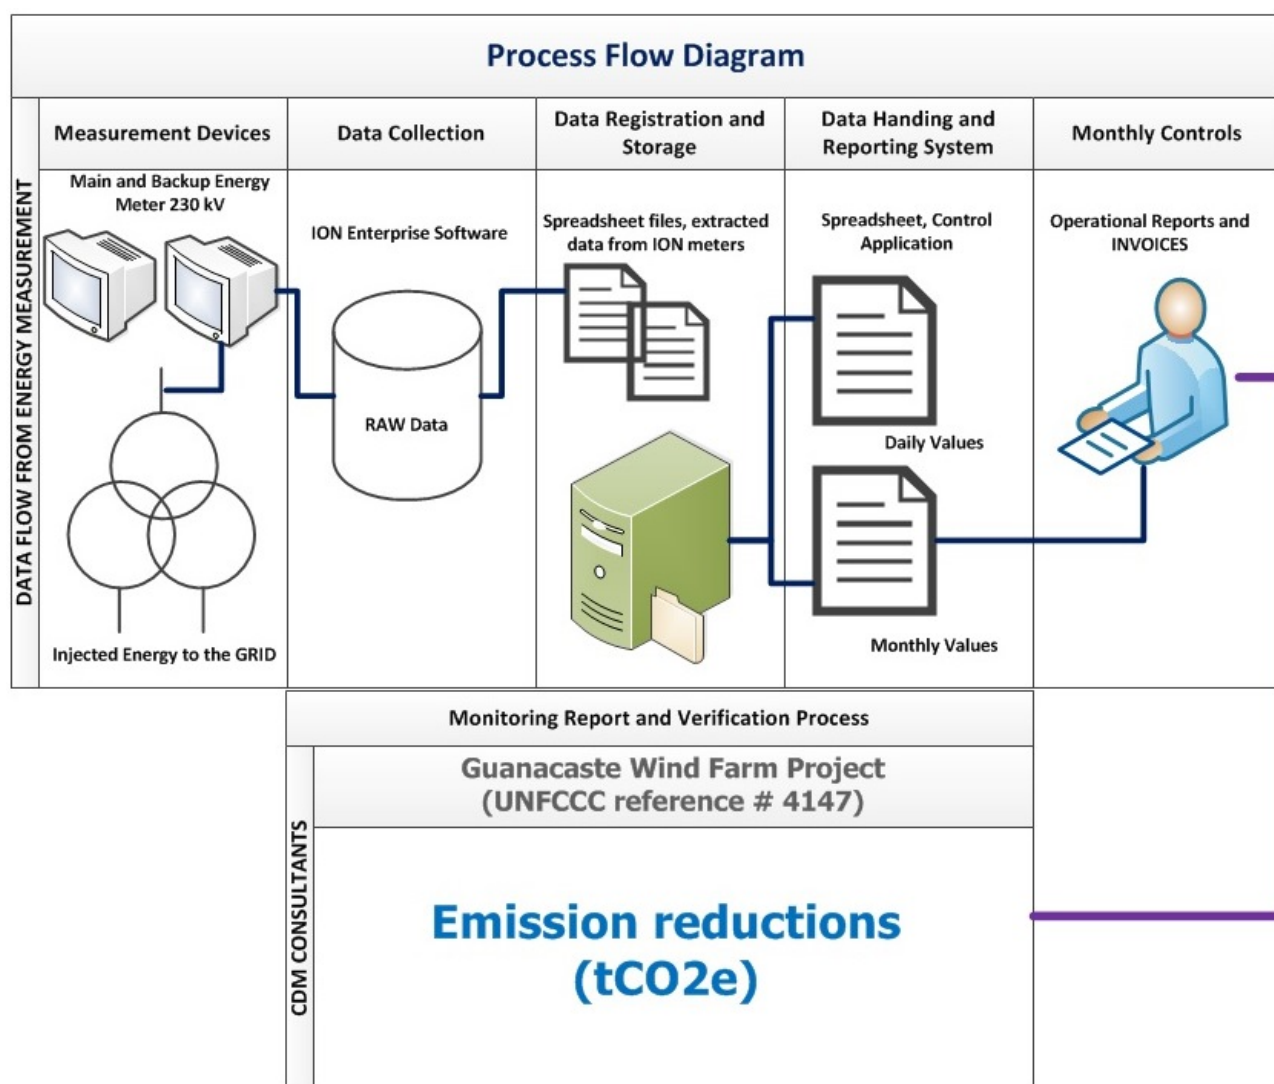 Process Flow Diagram
Measurement Devices
Data Collection
Data Registration and
Storage
Data Handing and
Reporting System
Monthly Controls
DATA FLOW FROM ENERGY MEASUREMENT
Main and Backup Energy
Meter 230 kV
ION Enterprise Software
Spreadsheet files, extracted
data from ION meters
Spreadsheet, Control
Application
Operational Reports and
INVOICES
RAW Data
Daily Values
Monthly Values
Injected Energy to the GRID
Monitoring Report and Verification Process
CDM CONSULTANTS
Guanacaste Wind Farm Project
(UNFCCC reference # 4147)
Emission reductions
(tCO2e)